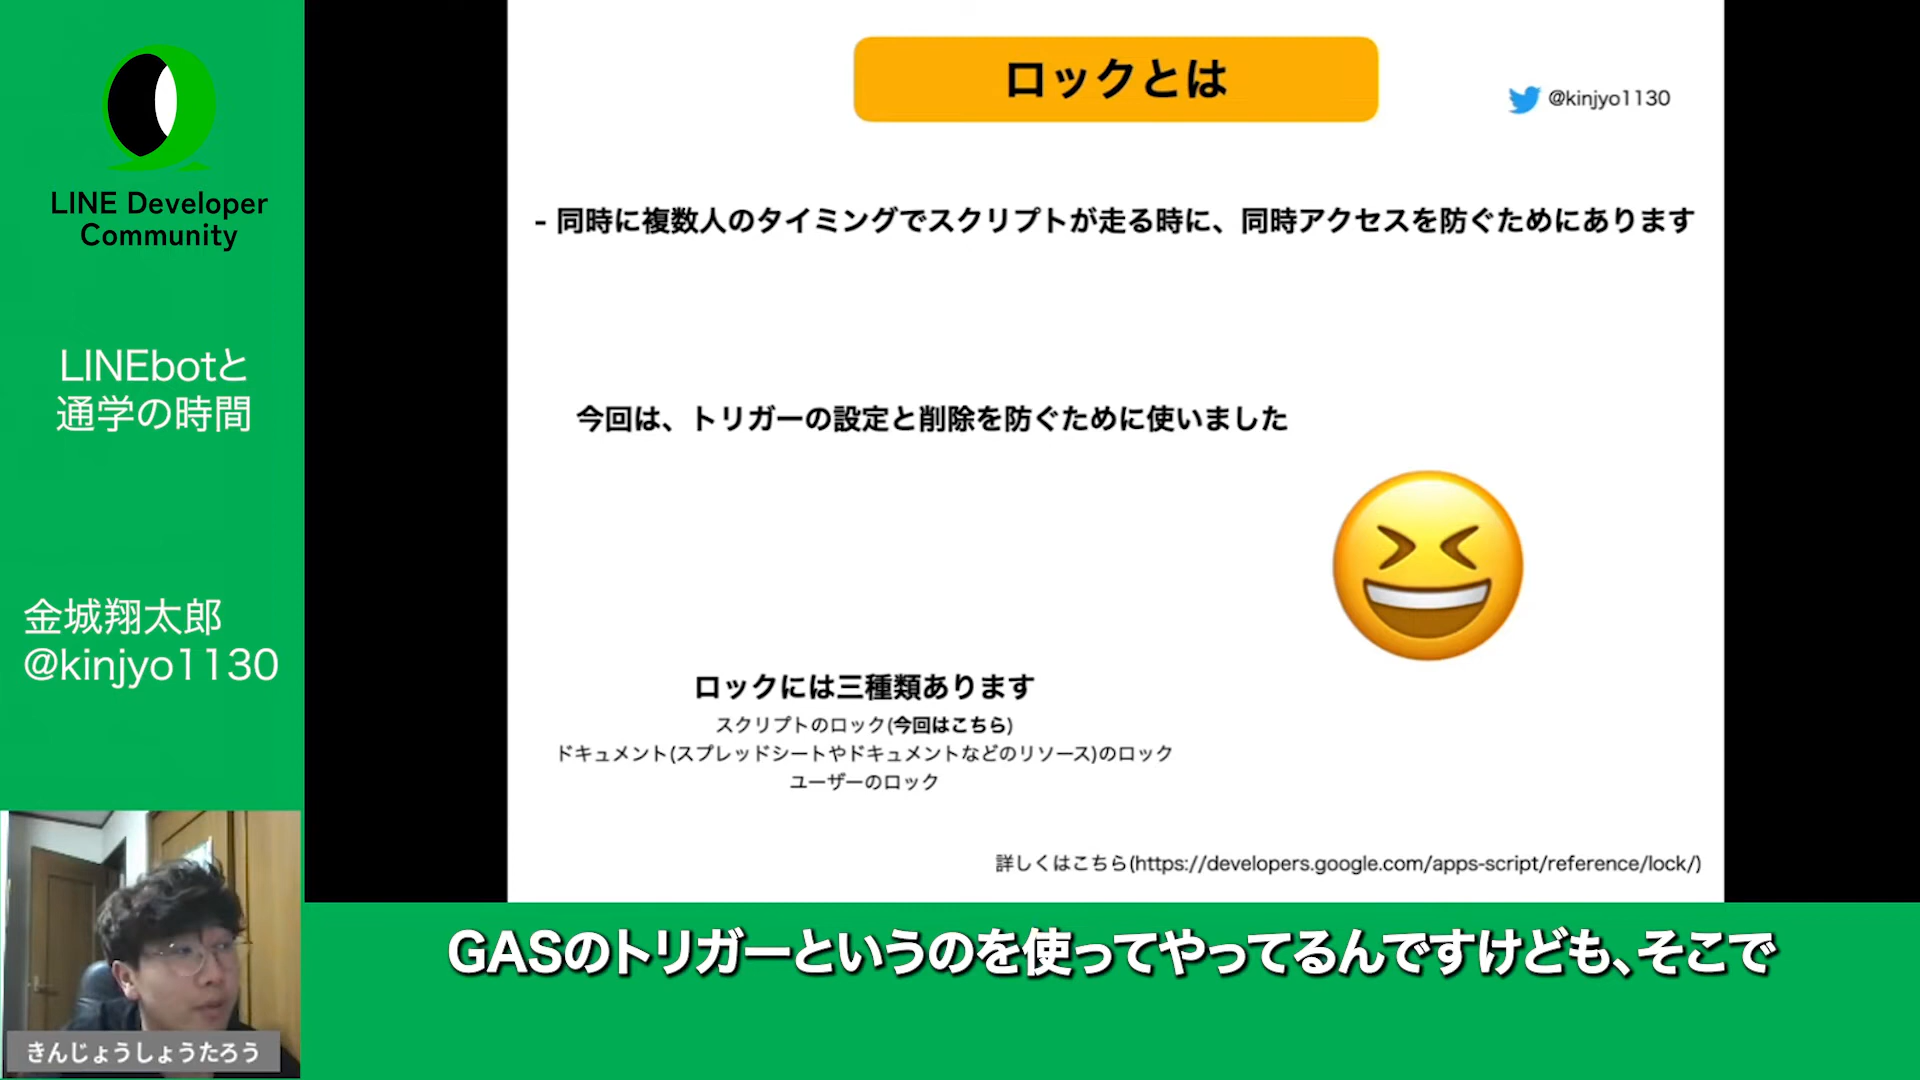 LINE Developer
Community
LINEbotと
通学の時間
金城翔太郎
@kinjyo1130
きんじょうしょうたろう
ロックとは
@kinjyo1130
- 同時に複数人のタイミングでスクリプトが走る時に、同時アクセスを防ぐためにあります
今回は、トリガーの設定と削除を防ぐために使いました
ロックには三種類あります
スクリプトのロック(今回はこちら)
ドキュメント(スプレッドシートやドキュメントなどのリソース)のロック
ユーザーのロック
詳しくはこちら(https://developers.google.com/apps-script/reference/lock/)
GASのトリガーというのを使ってやってるんですけども、そこで